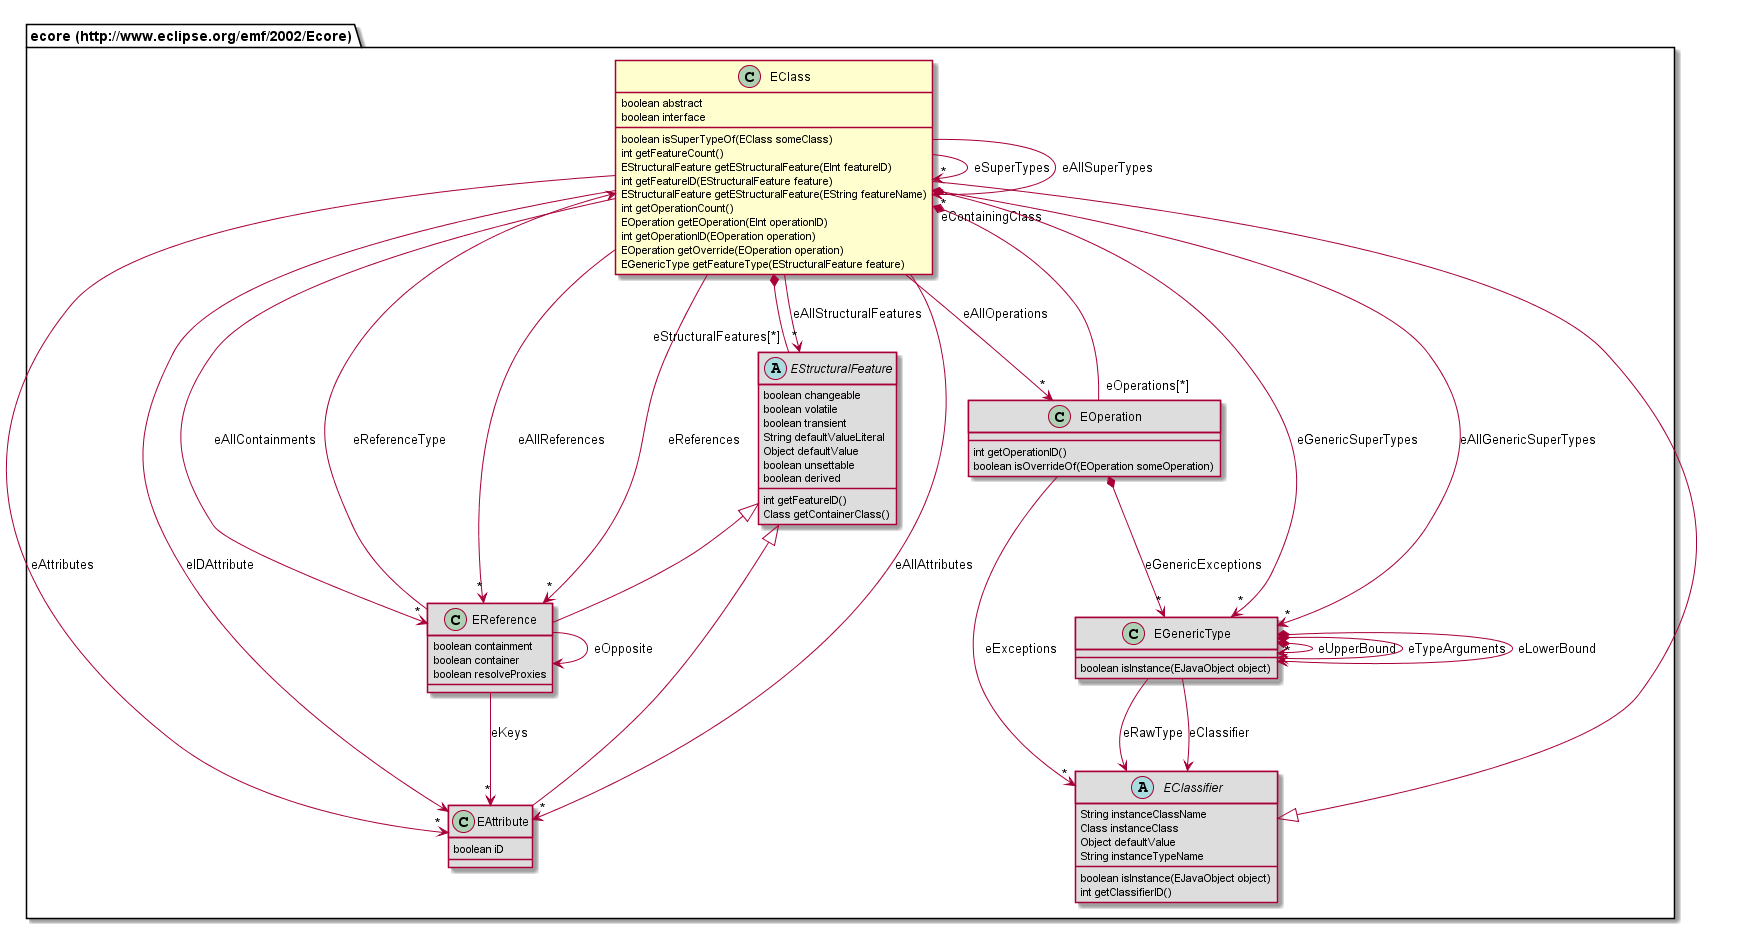 ecore (http://www.eclipse.org/emf/2002/Ecore)
C EClass
boolean abstract
boolean interface
boolean isSuperTypeOf(EClass someClass)
int getFeatureCount()
EStructuralFeature getEStructuralFeature(EInt featureID)
int getFeatureID(EStructuralFeature feature)
EStructuralFeature getEStructuralFeature(EString featureName)
int getOperationCount()
EOperation getEOperation(EInt operationID)
int getOperationID(EOperation operation)
EOperation getOverride(EOperation operation)
EGenericType getFeatureType(EStructuralFeature feature)
*
eSuperTypes
eAllSuperTypes
*
eContainingClass
eAllStructuralFeatures
*
eStructuralFeatures[*]
eAllOperations
*
eOperations[*]
A EStructuralFeature
boolean changeable
boolean volatile
boolean transient
String defaultValueLiteral
Object defaultValue
boolean unsettable
boolean derived
int getFeatureID()
Class getContainerClass()
C EOperation
int getOperationID()
boolean isOverrideOf(EOperation someOperation)
eAllContainments
*
eReferenceType
eAllReferences
*
eReferences
*
eGenericSuperTypes
*
eAllGenericSuperTypes
*
eAttributes
*
eIDAttribute
eAllAttributes
*
eGenericExceptions
*
C EReference
boolean containment
boolean container
boolean resolveProxies
eOpposite
eExceptions
*
C EGenericType
boolean isInstance(EJavaObject object)
*
eUpperBound
eTypeArguments
eLowerBound
eKeys
*
eRawType
eClassifier
C EAttribute
boolean iD
A EClassifier
String instanceClassName
Class instanceClass
Object defaultValue
String instanceTypeName
boolean isInstance(EJavaObject object)
int getClassifierID()